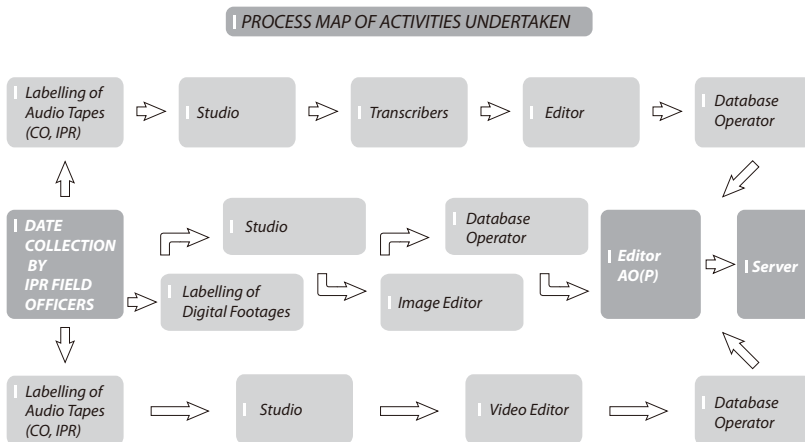 PROCESS MAP OF ACTIVITIES UNDERTAKEN
Labelling of
Audio Tapes
(CO, IPR)
Studio
Transcribers
Editor
Database
Operator
DATE
COLLECTION
BY
IPR FIELD
OFFICERS
Studio
Database
Operator
Labelling of
Digital Footages
Image Editor
Editor
AO(P)
Server
Labelling of
Audio Tapes
(CO, IPR)
Studio
Video Editor
Database
Operator